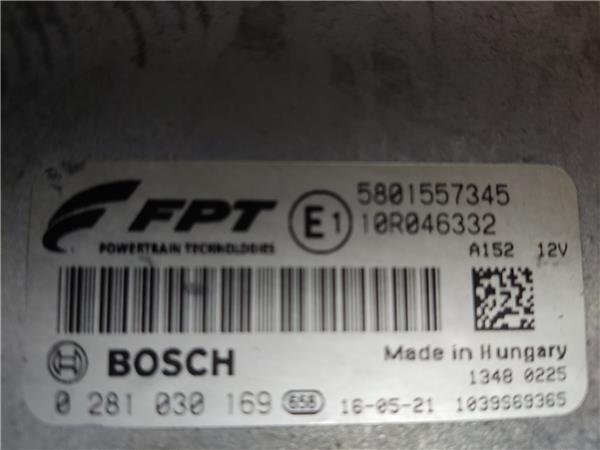 FPT
POWERTRAIN TECHNOLOGIES
E1
5801557345
10R046332
A152 12V
BOSCH
Made in Hungary
1348 0225
0 281 030 169 658 16-05-21 1039S69365